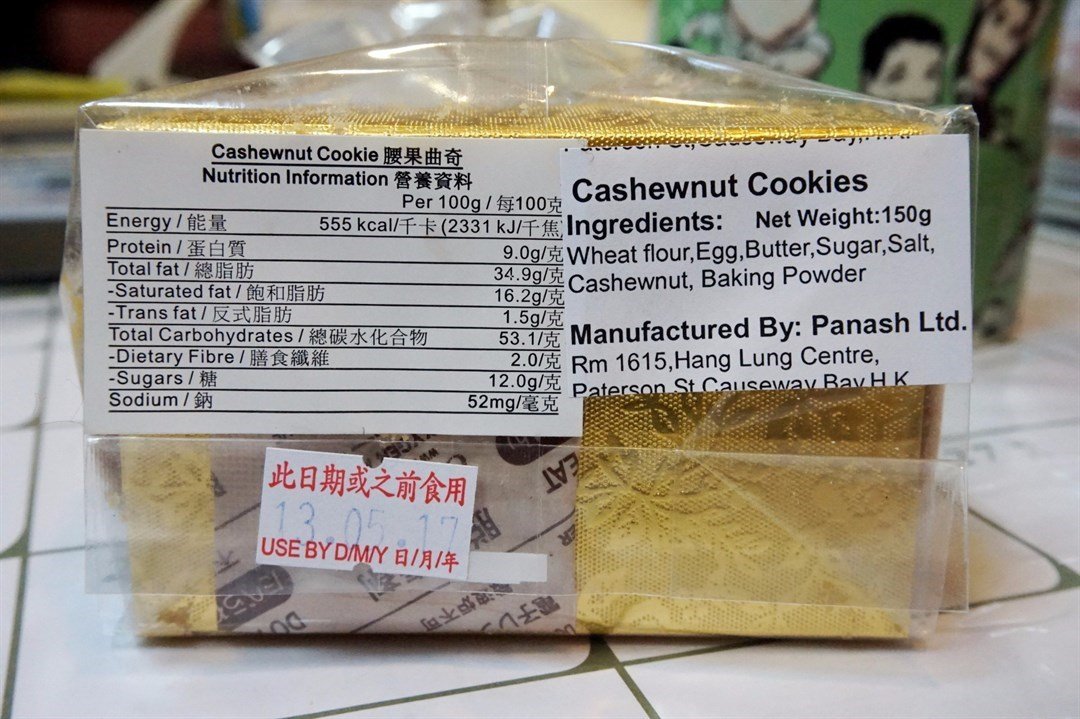 Cashewnut Cookie 腰果曲奇
Nutrition Information 營養資料
Per 100g / 每100克
Energy / 能量 555 kcal/千卡 (2331 kJ/千焦
Protein / 蛋白質 9.0g/克
Total fat / 總脂肪 34.9g/克
-Saturated fat / 飽和脂肪 16.2g/克
-Trans fat / 反式脂肪 1.5g/克
Total Carbohydrates / 總碳水化合物 53.1/克
-Dietary Fibre / 膳食纖維 2.0/克
-Sugars / 糖 12.0g/克
Sodium / 鈉 52mg/毫克
Paterson St,Causeway Bay,H.K.
Cashewnut Cookies
Ingredients: Net Weight:150g
Wheat flour,Egg,Butter,Sugar,Salt,
Cashewnut, Baking Powder
Manufactured By: Panash Ltd.
Rm 1615,Hang Lung Centre,
Paterson St,Causeway Bay,H.K.
此日期或之前食用
13.05.17
USE BY D/M/Y 日/月/年
EAT